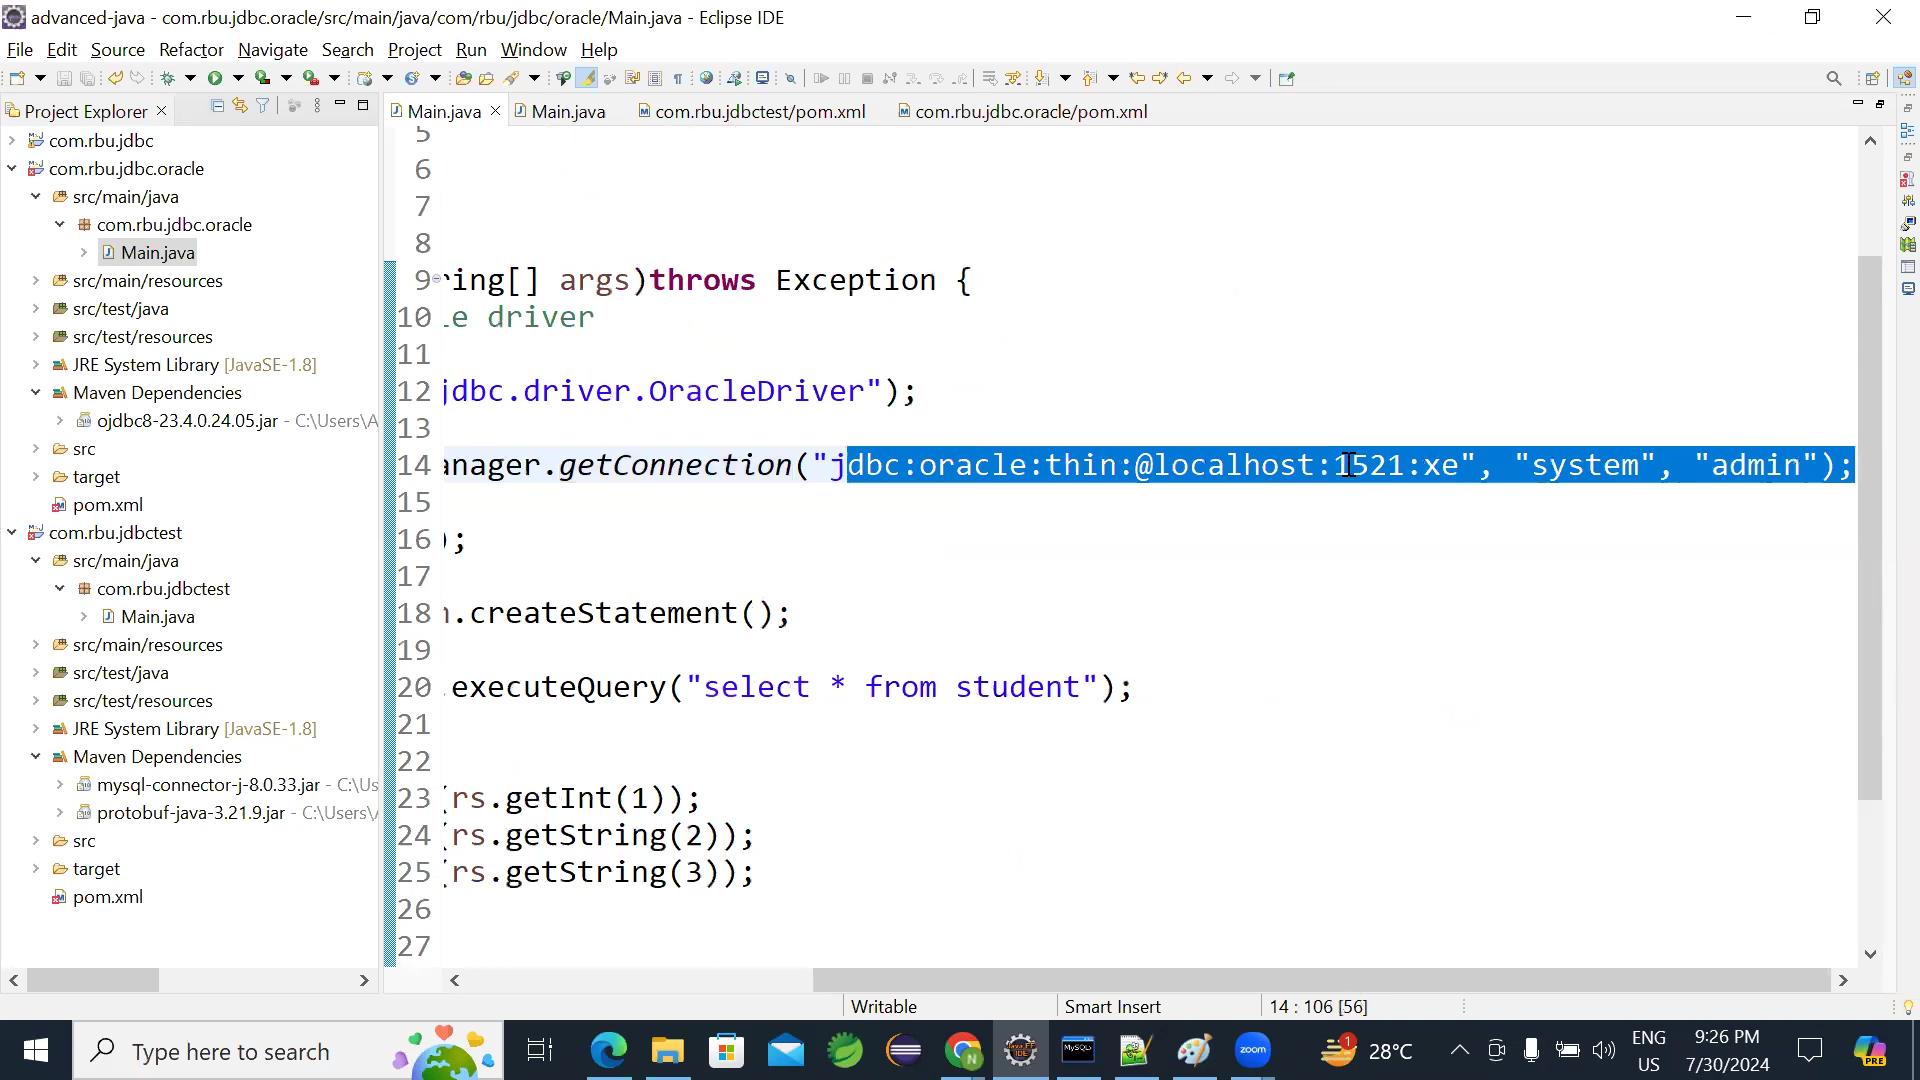 advanced-java - com.rbu.jdbc.oracle/src/main/java/com/rbu/jdbc/oracle/Main.java - Eclipse IDE
File Edit Source Refactor Navigate Search Project Run Window Help
Project Explorer
Main.java
Main.java
com.rbu.jdbctest/pom.xml
com.rbu.jdbc.oracle/pom.xml
com.rbu.jdbc
com.rbu.jdbc.oracle
src/main/java
com.rbu.jdbc.oracle
Main.java
src/main/resources
src/test/java
src/test/resources
JRE System Library [JavaSE-1.8]
Maven Dependencies
ojdbc8-23.4.0.24.05.jar - C:\Users\A
src
target
pom.xml
com.rbu.jdbctest
src/main/java
com.rbu.jdbctest
Main.java
src/main/resources
src/test/java
src/test/resources
JRE System Library [JavaSE-1.8]
Maven Dependencies
mysql-connector-j-8.0.33.jar - C:\Us
protobuf-java-3.21.9.jar - C:\Users/
src
target
pom.xml
5
6
7
8
9 ring[] args)throws Exception {
10 le driver
11
12 jdbc.driver.OracleDriver");
13
14 anager.getConnection("jdbc:oracle:thin:@localhost:1521:xe", "system", "admin");
15
16 );
17
18 .createStatement();
19
20 .executeQuery("select * from student");
21
22
23 (rs.getInt(1));
24 (rs.getString(2));
25 (rs.getString(3));
26
27
Writable Smart Insert 14 : 106 [56]
Type here to search
MySQL
zoom
1
28°C
ENG
US
9:26 PM
7/30/2024
PRE